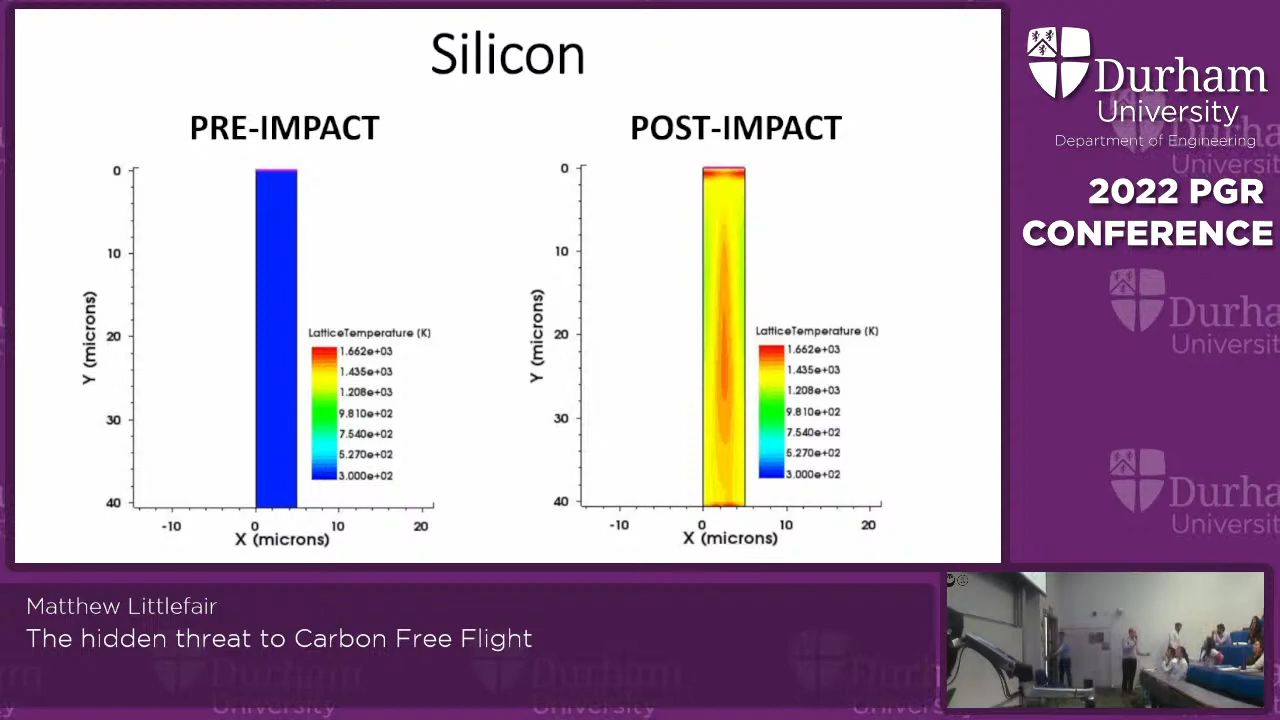 Silicon
PRE-IMPACT
POST-IMPACT
0
10
20
30
40
Y (microns)
-10
0
10
20
X (microns)
LatticeTemperature (K)
1.662e+03
1.435e+03
1.208e+03
9.810e+02
7.540e+02
5.270e+02
3.000e+02
0
10
20
30
40
Y (microns)
-10
0
10
20
X (microns)
LatticeTemperature (K)
1.662e+03
1.435e+03
1.208e+03
9.810e+02
7.540e+02
5.270e+02
3.000e+02
Durham
University
Department of Engineering
2022 PGR
CONFERENCE
Durha
Universit
Durha
Universit
Matthew Littlefair
The hidden threat to Carbon Free Flight